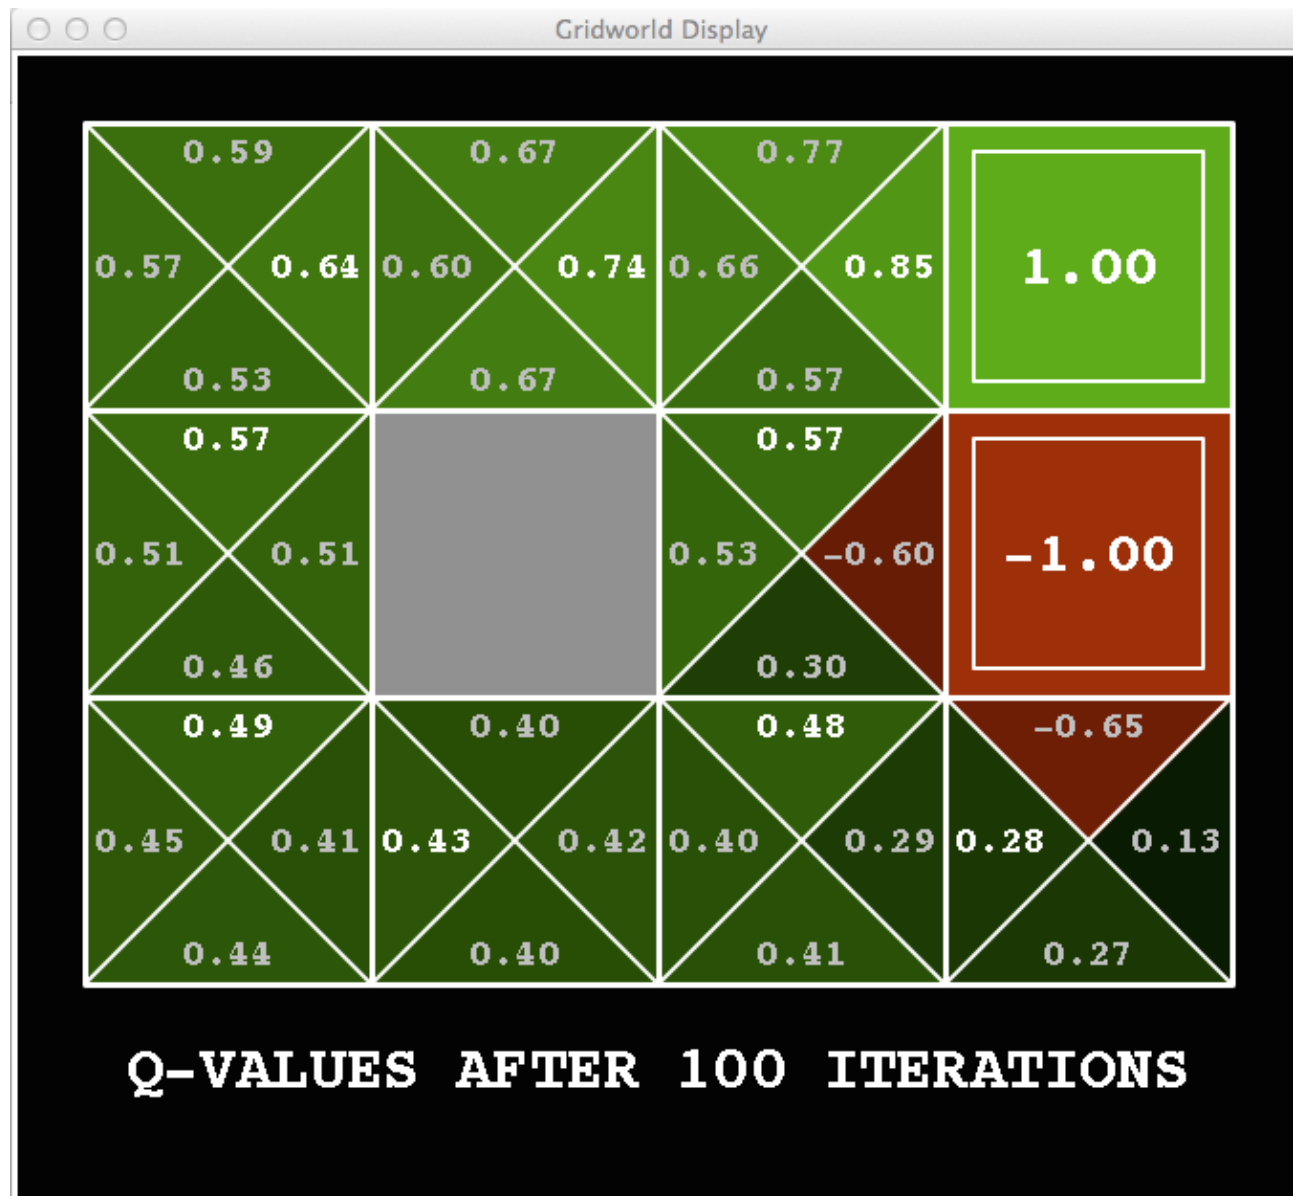 Gridworld Display
0.59 0.67 0.77
0.57 0.64 0.60 0.74 0.66 0.85 1.00
0.53 0.67 0.57
0.57 0.57
0.51 0.51 0.53 -0.60 -1.00
0.46 0.30
0.49 0.40 0.48 -0.65
0.45 0.41 0.43 0.42 0.40 0.29 0.28 0.13
0.44 0.40 0.41 0.27
Q-VALUES AFTER 100 ITERATIONS